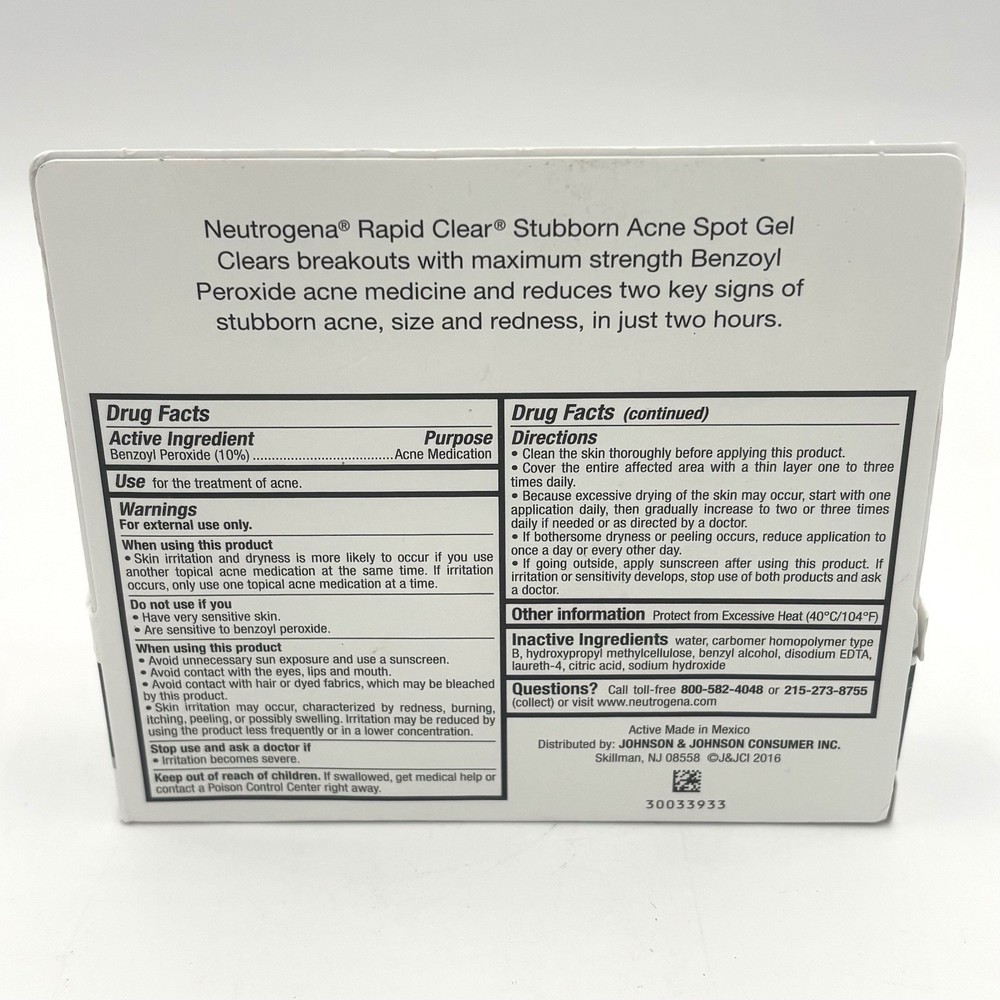 Neutrogena® Rapid Clear® Stubborn Acne Spot Gel
Clears breakouts with maximum strength Benzoyl
Peroxide acne medicine and reduces two key signs of
stubborn acne, size and redness, in just two hours.
Drug Facts
Active Ingredient Purpose
Benzoyl Peroxide (10%) ....................................Acne Medication
Use for the treatment of acne.
Warnings
For external use only.
When using this product
• Skin irritation and dryness is more likely to occur if you use
another topical acne medication at the same time. If irritation
occurs, only use one topical acne medication at a time.
Do not use if you
• Have very sensitive skin.
• Are sensitive to benzoyl peroxide.
When using this product
• Avoid unnecessary sun exposure and use a sunscreen.
• Avoid contact with the eyes, lips and mouth.
• Avoid contact with hair or dyed fabrics, which may be bleached
by this product.
• Skin irritation may occur, characterized by redness, burning,
itching, peeling, or possibly swelling. Irritation may be reduced by
using the product less frequently or in a lower concentration.
Stop use and ask a doctor if
• Irritation becomes severe.
Keep out of reach of children. If swallowed, get medical help or
contact a Poison Control Center right away.
Drug Facts (continued)
Directions
• Clean the skin thoroughly before applying this product.
• Cover the entire affected area with a thin layer one to three
times daily.
• Because excessive drying of the skin may occur, start with one
application daily, then gradually increase to two or three times
daily if needed or as directed by a doctor.
• If bothersome dryness or peeling occurs, reduce application to
once a day or every other day.
• If going outside, apply sunscreen after using this product. If
irritation or sensitivity develops, stop use of both products and ask
a doctor.
Other information Protect from Excessive Heat (40°C/104°F)
Inactive Ingredients water, carbomer homopolymer type
B, hydroxypropyl methylcellulose, benzyl alcohol, disodium EDTA,
laureth-4, citric acid, sodium hydroxide
Questions? Call toll-free 800-582-4048 or 215-273-8755
(collect) or visit www.neutrogena.com
Active Made in Mexico
Distributed by: JOHNSON & JOHNSON CONSUMER INC.
Skillman, NJ 08558 ©J&JCI 2016
30033933